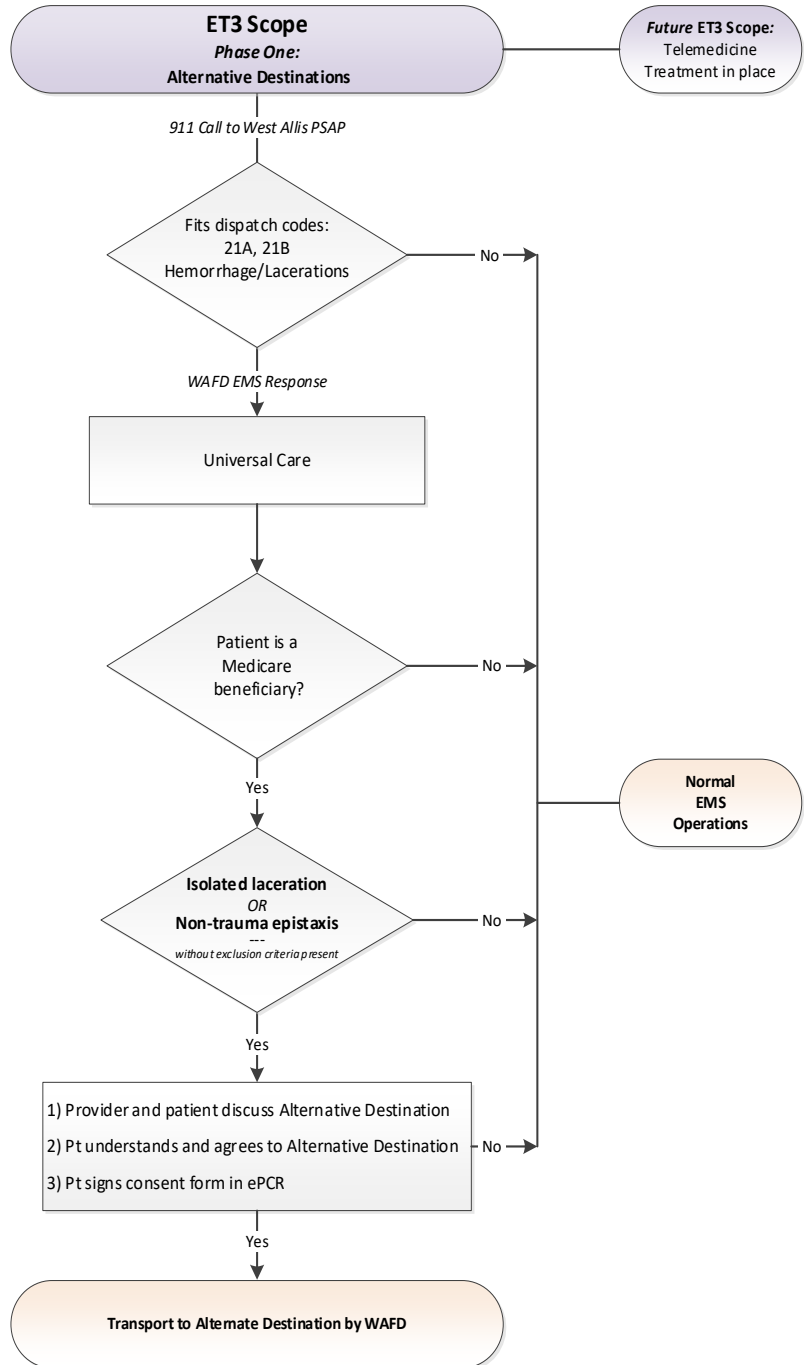 ET3 Scope
Phase One:
Alternative Destinations
Future ET3 Scope:
Telemedicine
Treatment in place
911 Call to West Allis PSAP
Fits dispatch codes:
21A, 21B
Hemorrhage/Lacerations
No
WAFD EMS Response
Universal Care
Patient is a
Medicare
beneficiary?
No
Yes
Normal
EMS
Operations
Isolated laceration
OR
Non-trauma epistaxis
---
without exclusion criteria present
No
Yes
1) Provider and patient discuss Alternative Destination
2) Pt understands and agrees to Alternative Destination
No
3) Pt signs consent form in ePCR
Yes
Transport to Alternate Destination by WAFD